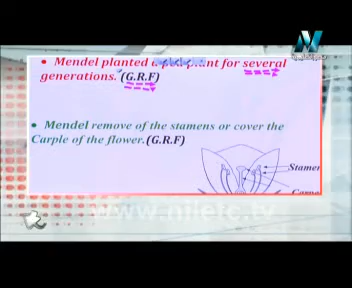 • Mendel planted a pea plant for several
generations. (G.R.F)
• Mendel remove of the stamens or cover the
Carple of the flower.(G.R.F)
Stamen
www.niletc.tv